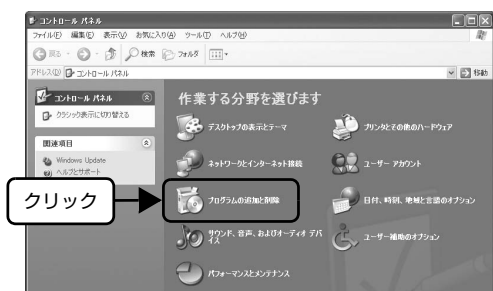 コントロール パネル
ファイル(F) 編集(E) 表示(V) お気に入り(A) ツール(T) ヘルプ(H)
戻る 検索 フォルダ
アドレス(D) コントロール パネル 移動
コントロール パネル
クラシック表示に切り替える
関連項目
Windows Update
ヘルプとサポート
作業する分野を選びます
デスクトップの表示とテーマ
プリンタとその他のハードウェア
ネットワークとインターネット接続
ユーザー アカウント
クリック
プログラムの追加と削除
日付、時刻、地域と言語のオプション
サウンド、音声、およびオーディオ デバイス
ユーザー補助のオプション
パフォーマンスとメンテナンス